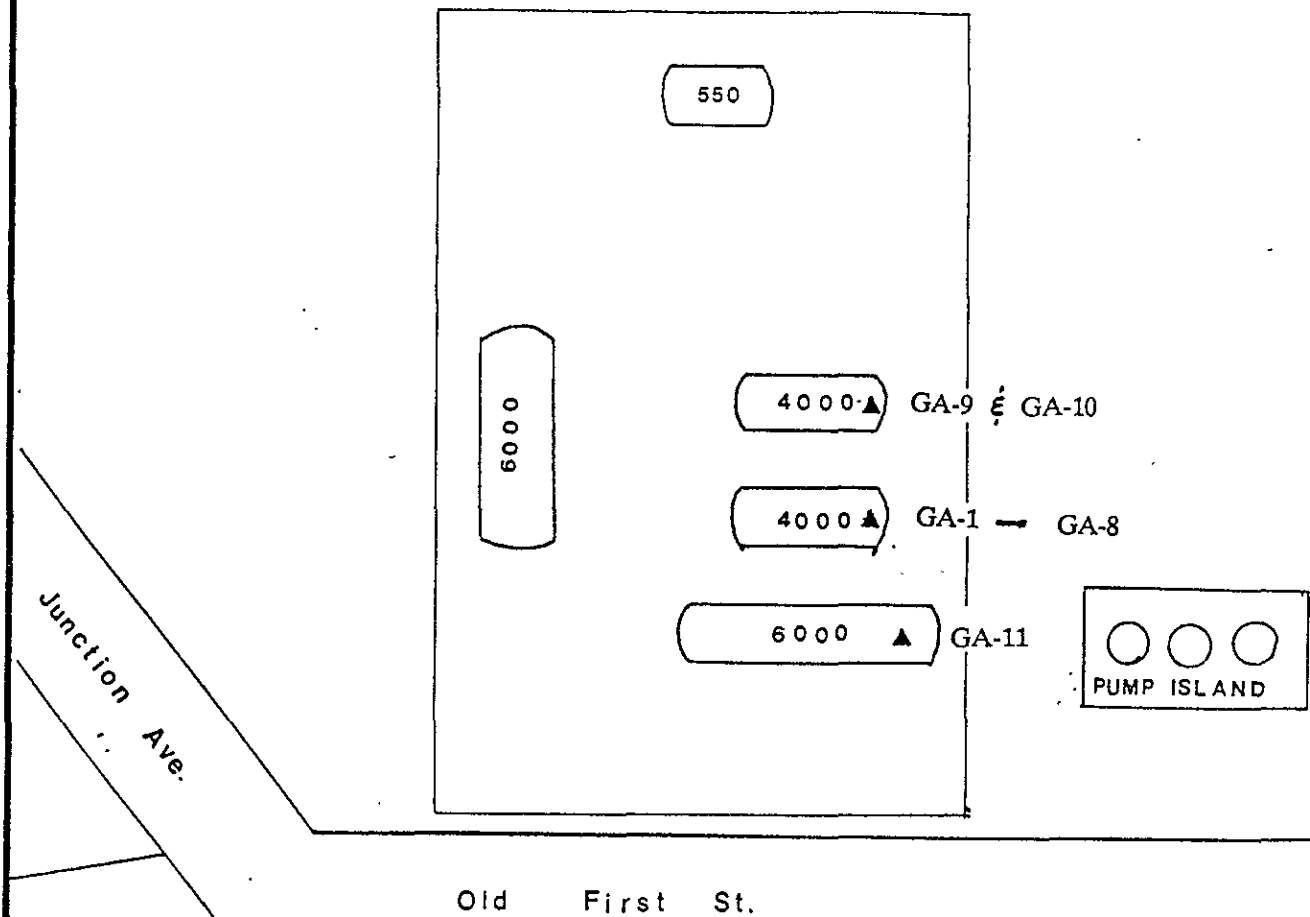 550
4000 GA-9 & GA-10
6000
4000 GA-1 — GA-8
6000 GA-11
PUMP ISLAND
Junction Ave.
Old First St.